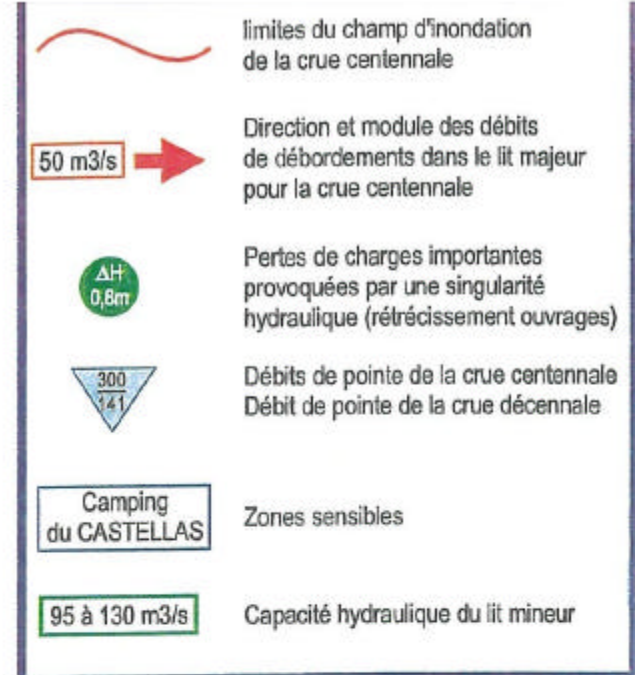 limites du champ d'inondation
de la crue centennale
50 m3/s
Direction et module des débits
de débordements dans le lit majeur
pour la crue centennale
ΔH
0,8m
Pertes de charges importantes
provoquées par une singularité
hydraulique (rétrécissement ouvrages)
300
141
Débits de pointe de la crue centennale
Débit de pointe de la crue décennale
Camping
du CASTELLAS
Zones sensibles
95 à 130 m3/s
Capacité hydraulique du lit mineur